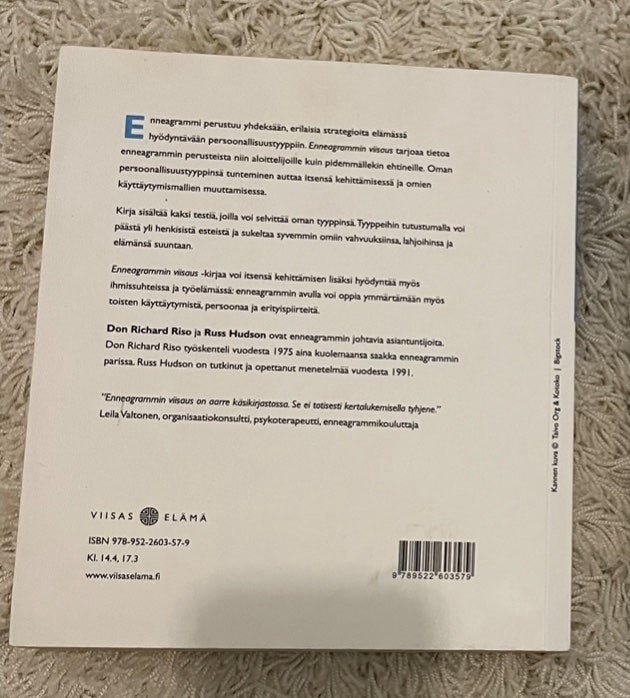 Enneagrammi perustuu yhdeksään, erilaisia strategioita elämässä
hyödyntävään persoonallisuustyyppiin. Enneagrammin viisaus tarjoaa tietoa
enneagrammin perusteista niin aloittelijoille kuin pidemmällekin ehtineille. Oman
persoonallisuustyyppinsä tunteminen auttaa itsensä kehittämisessä ja omien
käyttäytymismallien muuttamisessa.
Kirja sisältää kaksi testiä, joilla voi selvittää oman tyyppinsä. Tyyppeihin tutustumalla voi
päästä yli henkisistä esteistä ja sukeltaa syvemmin omiin vahvuuksiinsa, lahjoihinsa ja
elämänsä suuntaan.
Enneagrammin viisaus -kirjaa voi itsensä kehittämisen lisäksi hyödyntää myös
ihmissuhteissa ja työelämässä: enneagrammin avulla voi oppia ymmärtämään myös
toisten käyttäytymistä, persoonaa ja erityispiirteitä.
Don Richard Riso ja Russ Hudson ovat enneagrammin johtavia asiantuntijoita.
Don Richard Riso työskenteli vuodesta 1975 aina kuolemaansa saakka enneagrammin
parissa. Russ Hudson on tutkinut ja opettanut menetelmää vuodesta 1991.
"Enneagrammin viisaus on aarre käsikirjastossa. Se ei totisesti kertalukemisella tyhjene."
Leila Valtonen, organisaatiokonsultti, psykoterapeutti, enneagrammikouluttaja
VIISAS ELÄMÄ
ISBN 978-952-2603-57-9
Kl. 14.4, 17.3
www.viisaselama.fi
9 789522 603579
Kannen kuva © Taivo Org & Kotoko | Bigstock